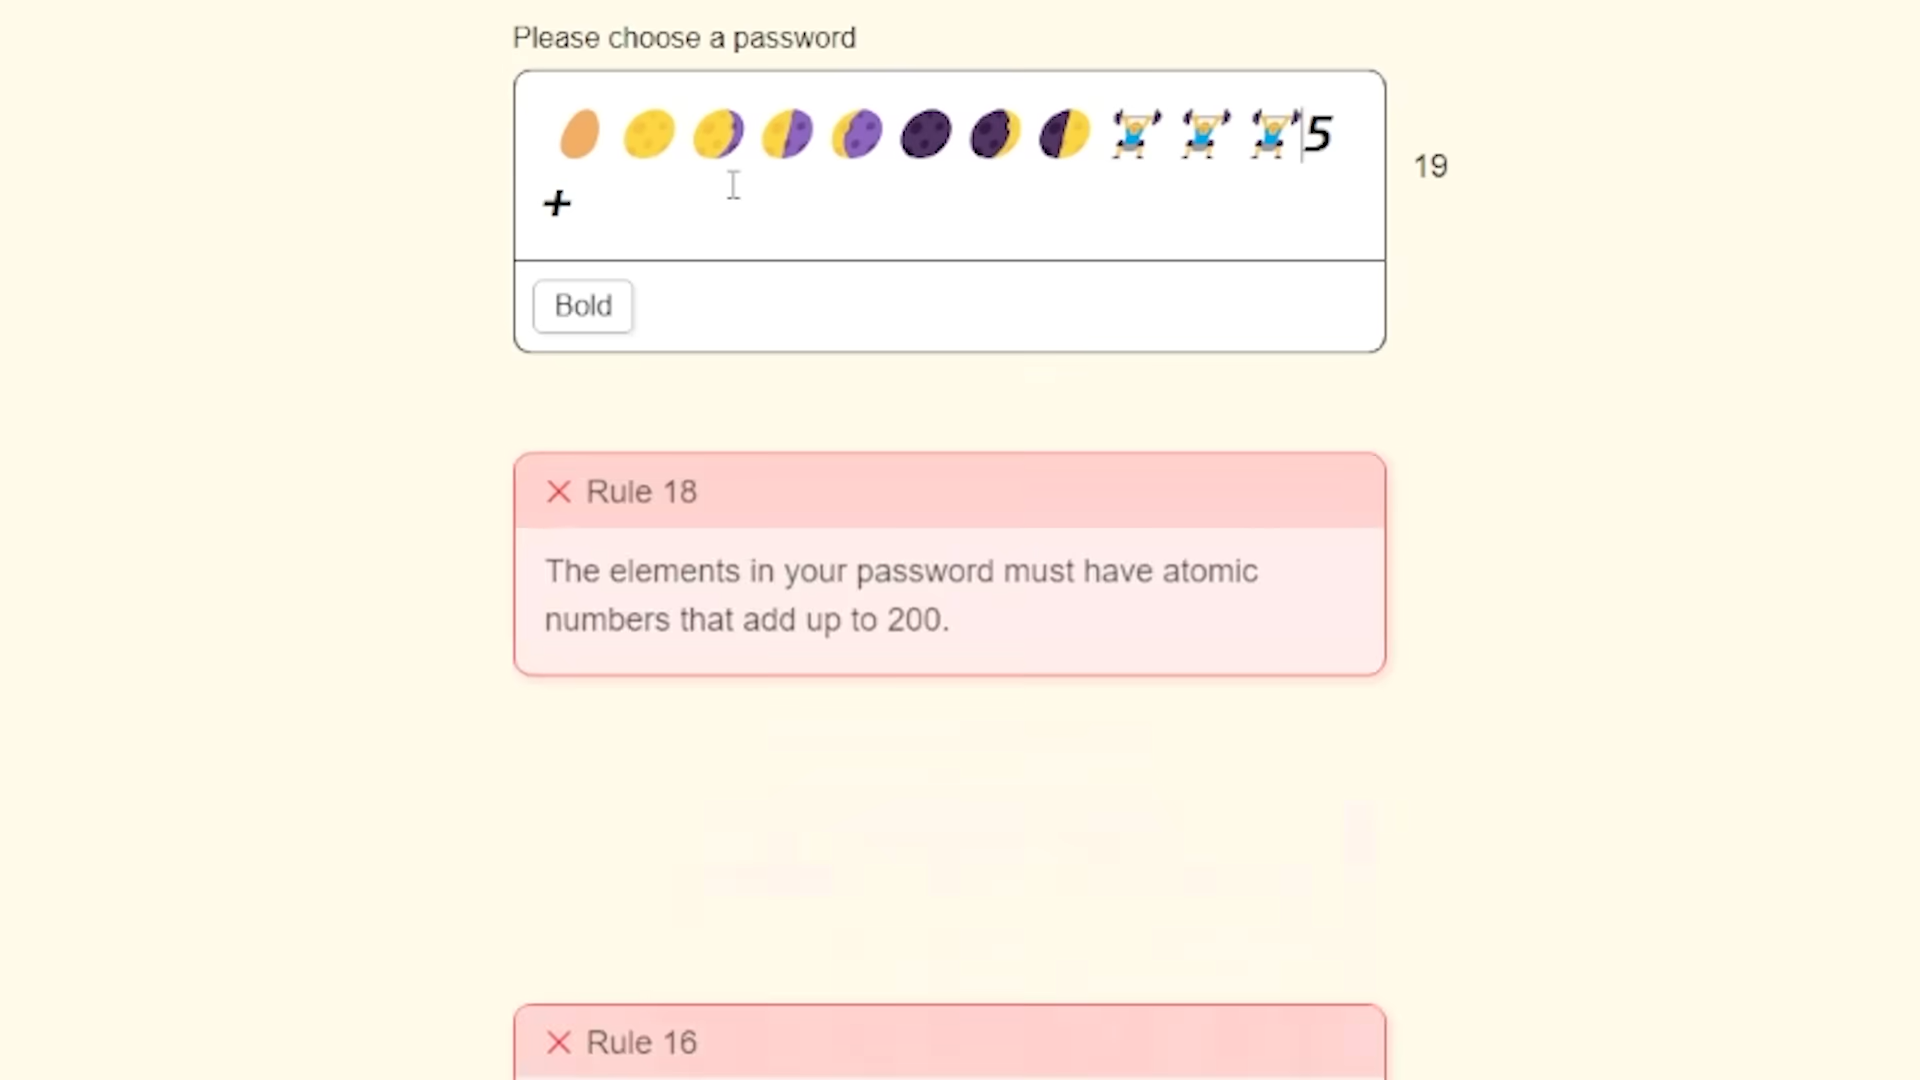 Please choose a password
🥚🌕🌖🌗🌘🌑🌒🌓🏋️‍♂️🏋️‍♂️🏋️‍♂️5
19
+
Bold
Rule 18
The elements in your password must have atomic
numbers that add up to 200.
Rule 16